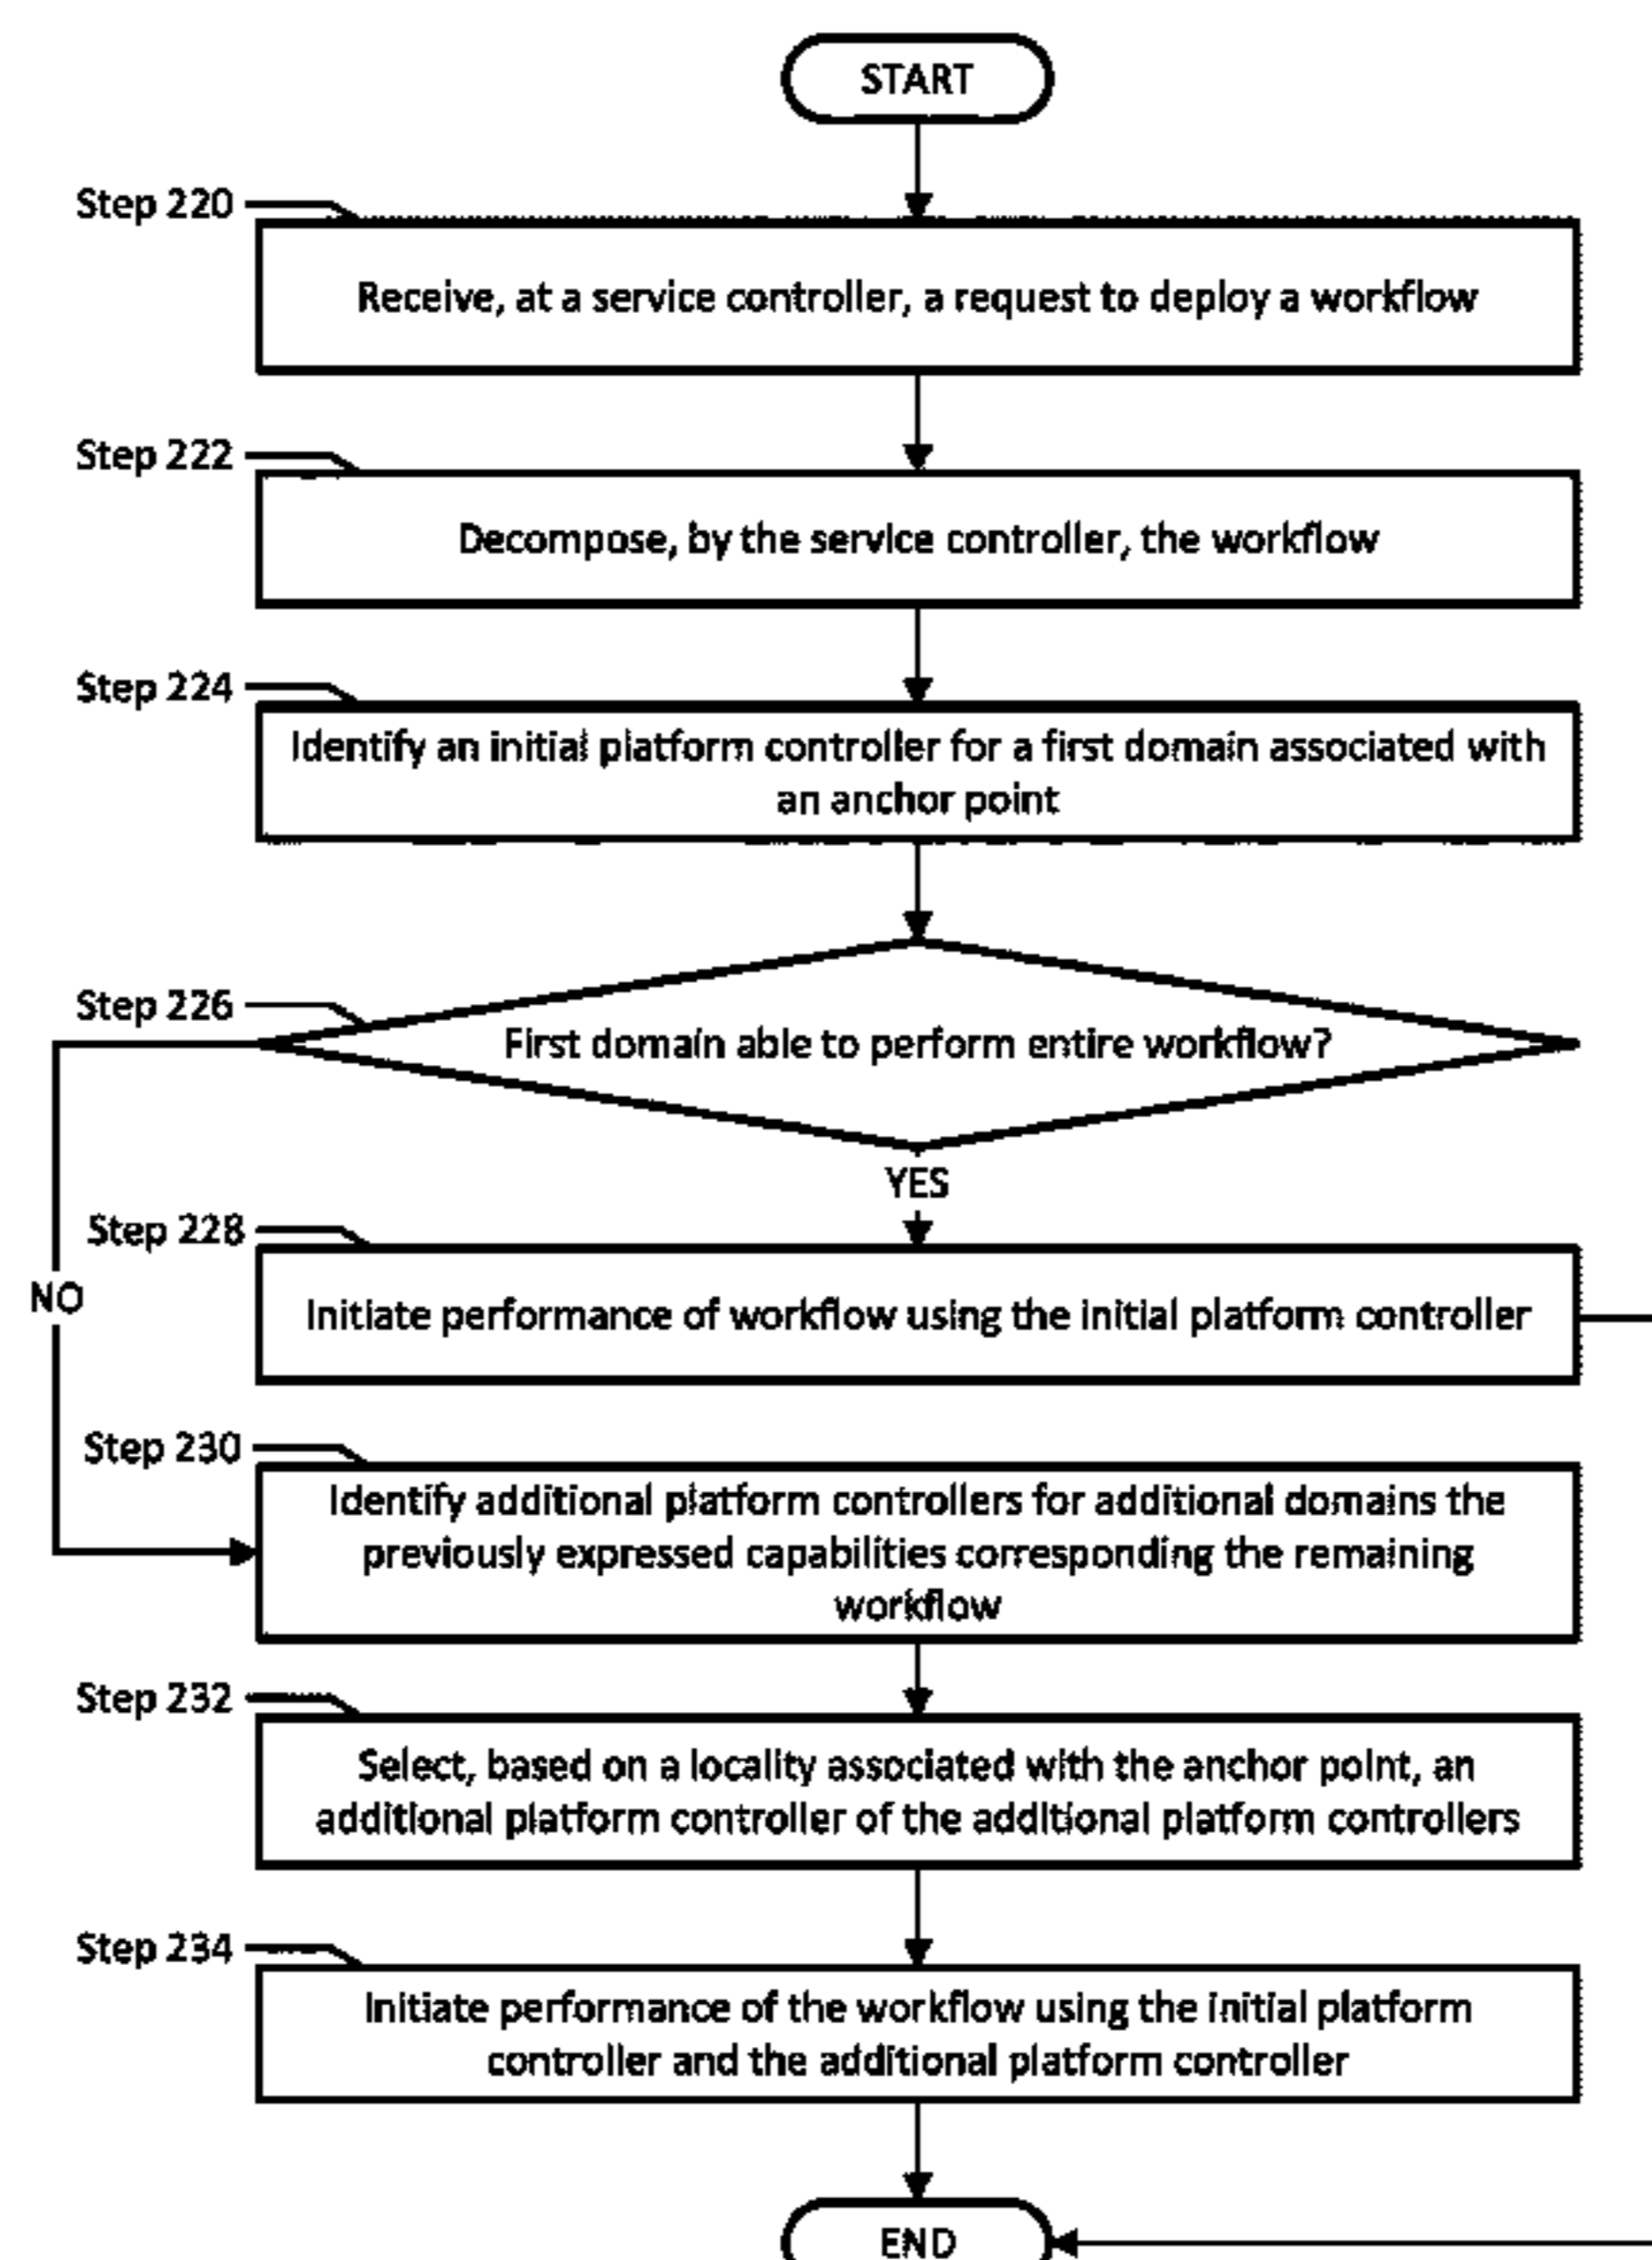 START
Step 220
Receive, at a service controller, a request to deploy a workflow
Step 222
Decompose, by the service controller, the workflow
Step 224
Identify an initial platform controller for a first domain associated with
an anchor point
Step 226
First domain able to perform entire workflow?
YES
Step 228
NO
Initiate performance of workflow using the initial platform controller
Step 230
Identify additional platform controllers for additional domains the
previously expressed capabilities corresponding the remaining
workflow
Step 232
Select, based on a locality associated with the anchor point, an
additional platform controller of the additional platform controllers
Step 234
Initiate performance of the workflow using the initial platform
controller and the additional platform controller
END